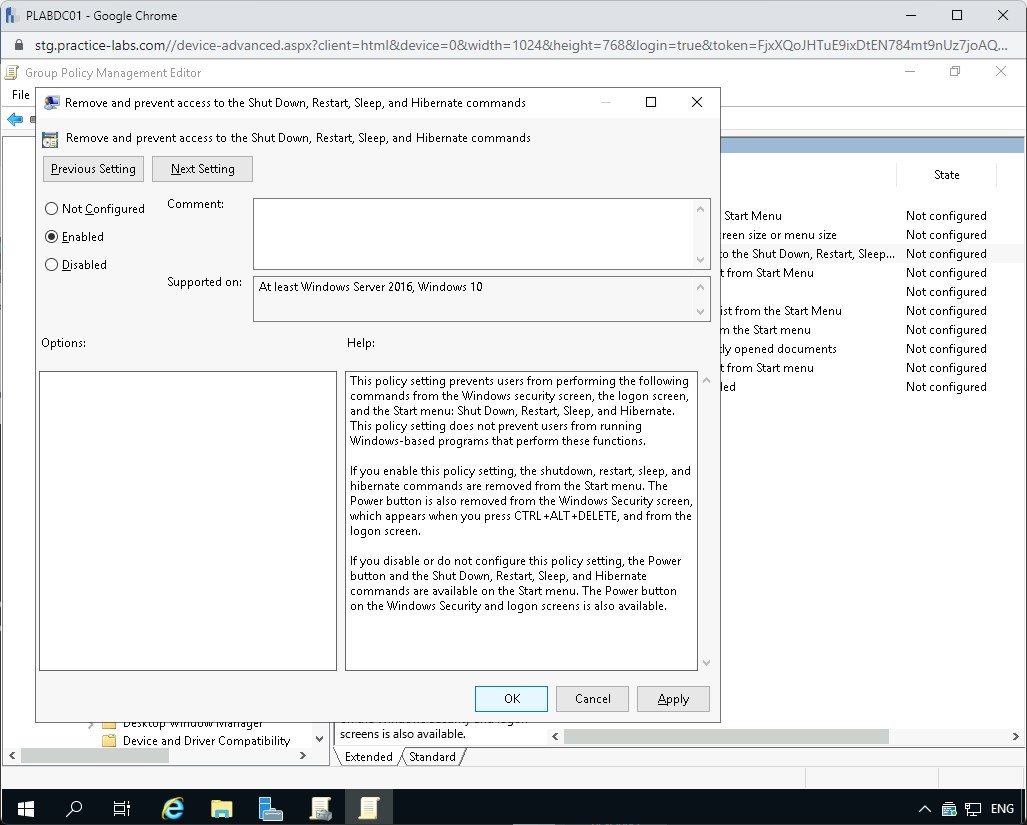 PLABDC01 - Google Chrome
stg.practice-labs.com//device-advanced.aspx?client=html&device=0&width=1024&height=768&login=true&token=FjxXQoJHTuE9ixDtEN784mt9nUz7joAQ...
Group Policy Management Editor
File
Remove and prevent access to the Shut Down, Restart, Sleep, and Hibernate commands
Remove and prevent access to the Shut Down, Restart, Sleep, and Hibernate commands
Previous Setting
Next Setting
Not Configured
Enabled
Disabled
Comment:
Supported on:
At least Windows Server 2016, Windows 10
Options:
Help:
This policy setting prevents users from performing the following
commands from the Windows security screen, the logon screen,
and the Start menu: Shut Down, Restart, Sleep, and Hibernate.
This policy setting does not prevent users from running
Windows-based programs that perform these functions.
If you enable this policy setting, the shutdown, restart, sleep, and
hibernate commands are removed from the Start menu. The
Power button is also removed from the Windows Security screen,
which appears when you press CTRL+ALT+DELETE, and from the
logon screen.
If you disable or do not configure this policy setting, the Power
button and the Shut Down, Restart, Sleep, and Hibernate
commands are available on the Start menu. The Power button
on the Windows Security and logon screens is also available.
OK
Cancel
Apply
State
Start Menu Not configured
reen size or menu size Not configured
to the Shut Down, Restart, Sleep... Not configured
t from Start Menu Not configured
Not configured
ist from the Start Menu Not configured
m the Start menu Not configured
tly opened documents Not configured
t from Start menu Not configured
led Not configured
Desktop Window Manager
Device and Driver Compatibility
on the Windows Security and logon
screens is also available.
Extended
Standard
ENG